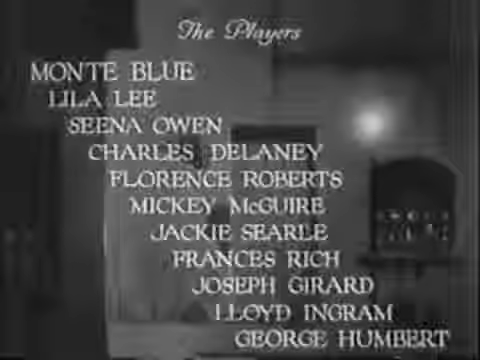 The Players
MONTE BLUE
LILA LEE
SEENA OWEN
CHARLES DELANEY
FLORENCE ROBERTS
MICKEY McGUIRE
JACKIE SEARLE
FRANCES RICH
JOSEPH GIRARD
LLOYD INGRAM
GEORGE HUMBERT